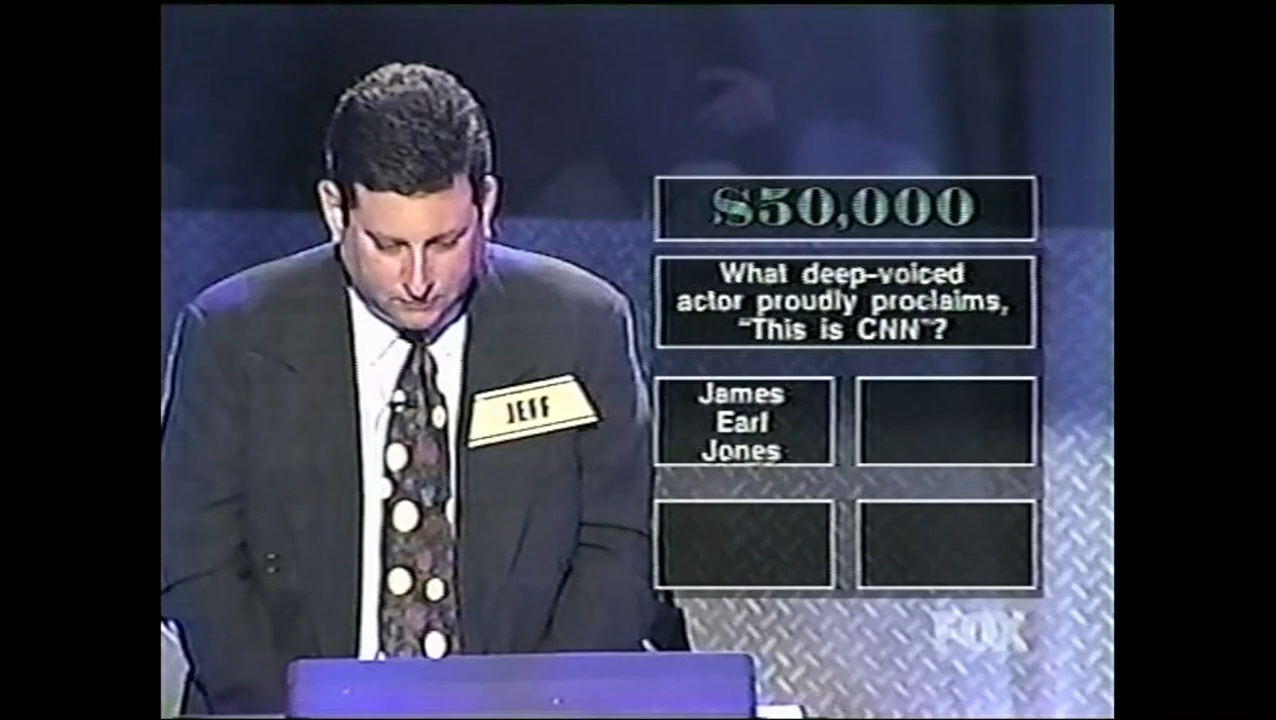 $50,000
What deep-voiced
actor proudly proclaims,
"This is CNN"?
James
Earl
Jones
JEFF
FOX